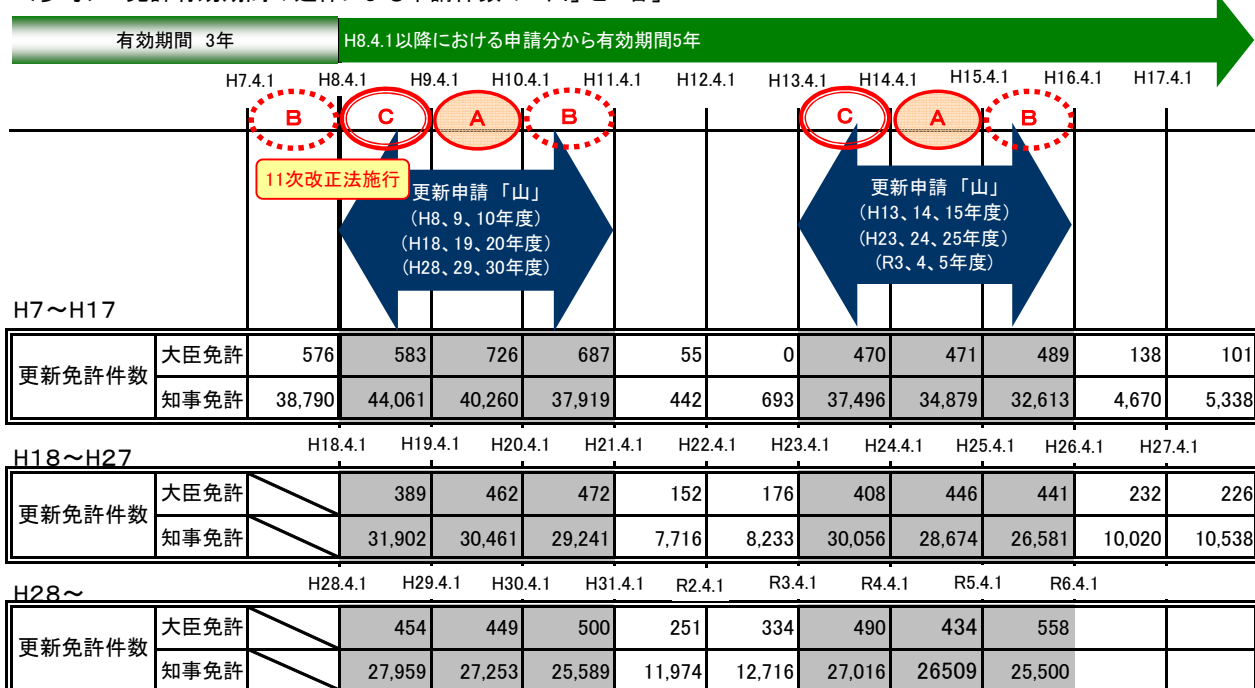 有効期間 3年
H8.4.1以降における申請分から有効期間5年
H7.4.1 H8.4.1 H9.4.1 H10.4.1 H11.4.1 H12.4.1 H13.4.1 H14.4.1 H15.4.1 H16.4.1 H17.4.1
B C A B C A B
11次改正法施行
更新申請「山」
(H8、9、10年度)
(H18、19、20年度)
(H28、29、30年度)
更新申請「山」
(H13、14、15年度)
(H23、24、25年度)
(R3、4、5年度)
H7~H17
更新免許件数
大臣免許 576 583 726 687 55 0 470 471 489 138 101
知事免許 38,790 44,061 40,260 37,919 442 693 37,496 34,879 32,613 4,670 5,338
H18~H27
H18.4.1 H19.4.1 H20.4.1 H21.4.1 H22.4.1 H23.4.1 H24.4.1 H25.4.1 H26.4.1 H27.4.1
更新免許件数
大臣免許 389 462 472 152 176 408 446 441 232 226
知事免許 31,902 30,461 29,241 7,716 8,233 30,056 28,674 26,581 10,020 10,538
H28~
H28.4.1 H29.4.1 H30.4.1 H31.4.1 R2.4.1 R3.4.1 R4.4.1 R5.4.1 R6.4.1
更新免許件数
大臣免許 454 449 500 251 334 490 434 558
知事免許 27,959 27,253 25,589 11,974 12,716 27,016 26509 25,500